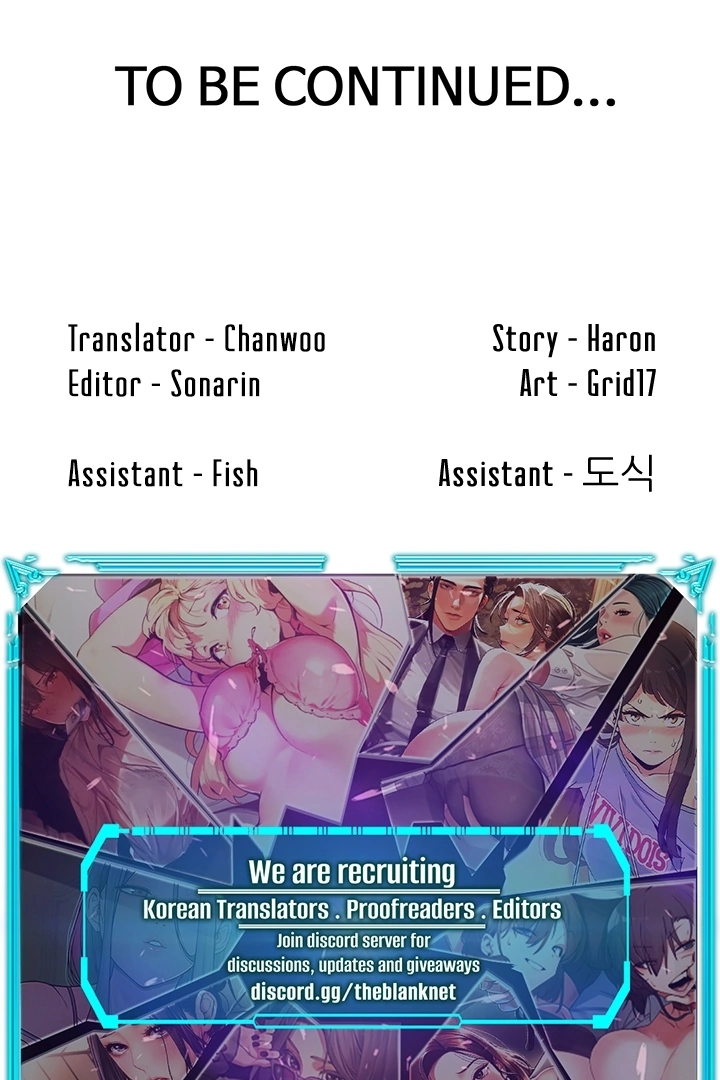 TO BE CONTINUED...
Translator - Chanwoo
Editor - Sonarin
Assistant - Fish
Story - Haron
Art - Grid17
Assistant - 도식
VIVADOTS
We are recruiting
Korean Translators . Proofreaders . Editors
Join discord server for
discussions, updates and giveaways
discord.gg/theblanknet